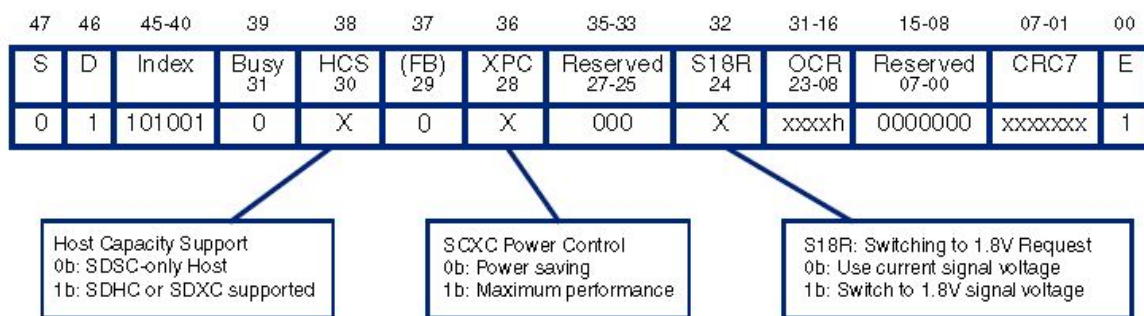 47 46 45-40 39 38 37 36 35-33 32 31-16 15-08 07-01 00
S D Index Busy HCS (FB) XPC Reserved S18R OCR Reserved CRC7 E
31 30 29 28 27-25 24 23-08 07-00
0 1 101001 0 X 0 X 000 X xxxxh 0000000 xxxxxxx 1
Host Capacity Support
0b: SDSC-only Host
1b: SDHC or SDXC supported
SCXC Power Control
0b: Power saving
1b: Maximum performance
S18R: Switching to 1.8V Request
0b: Use current signal voltage
1b: Switch to 1.8V signal voltage